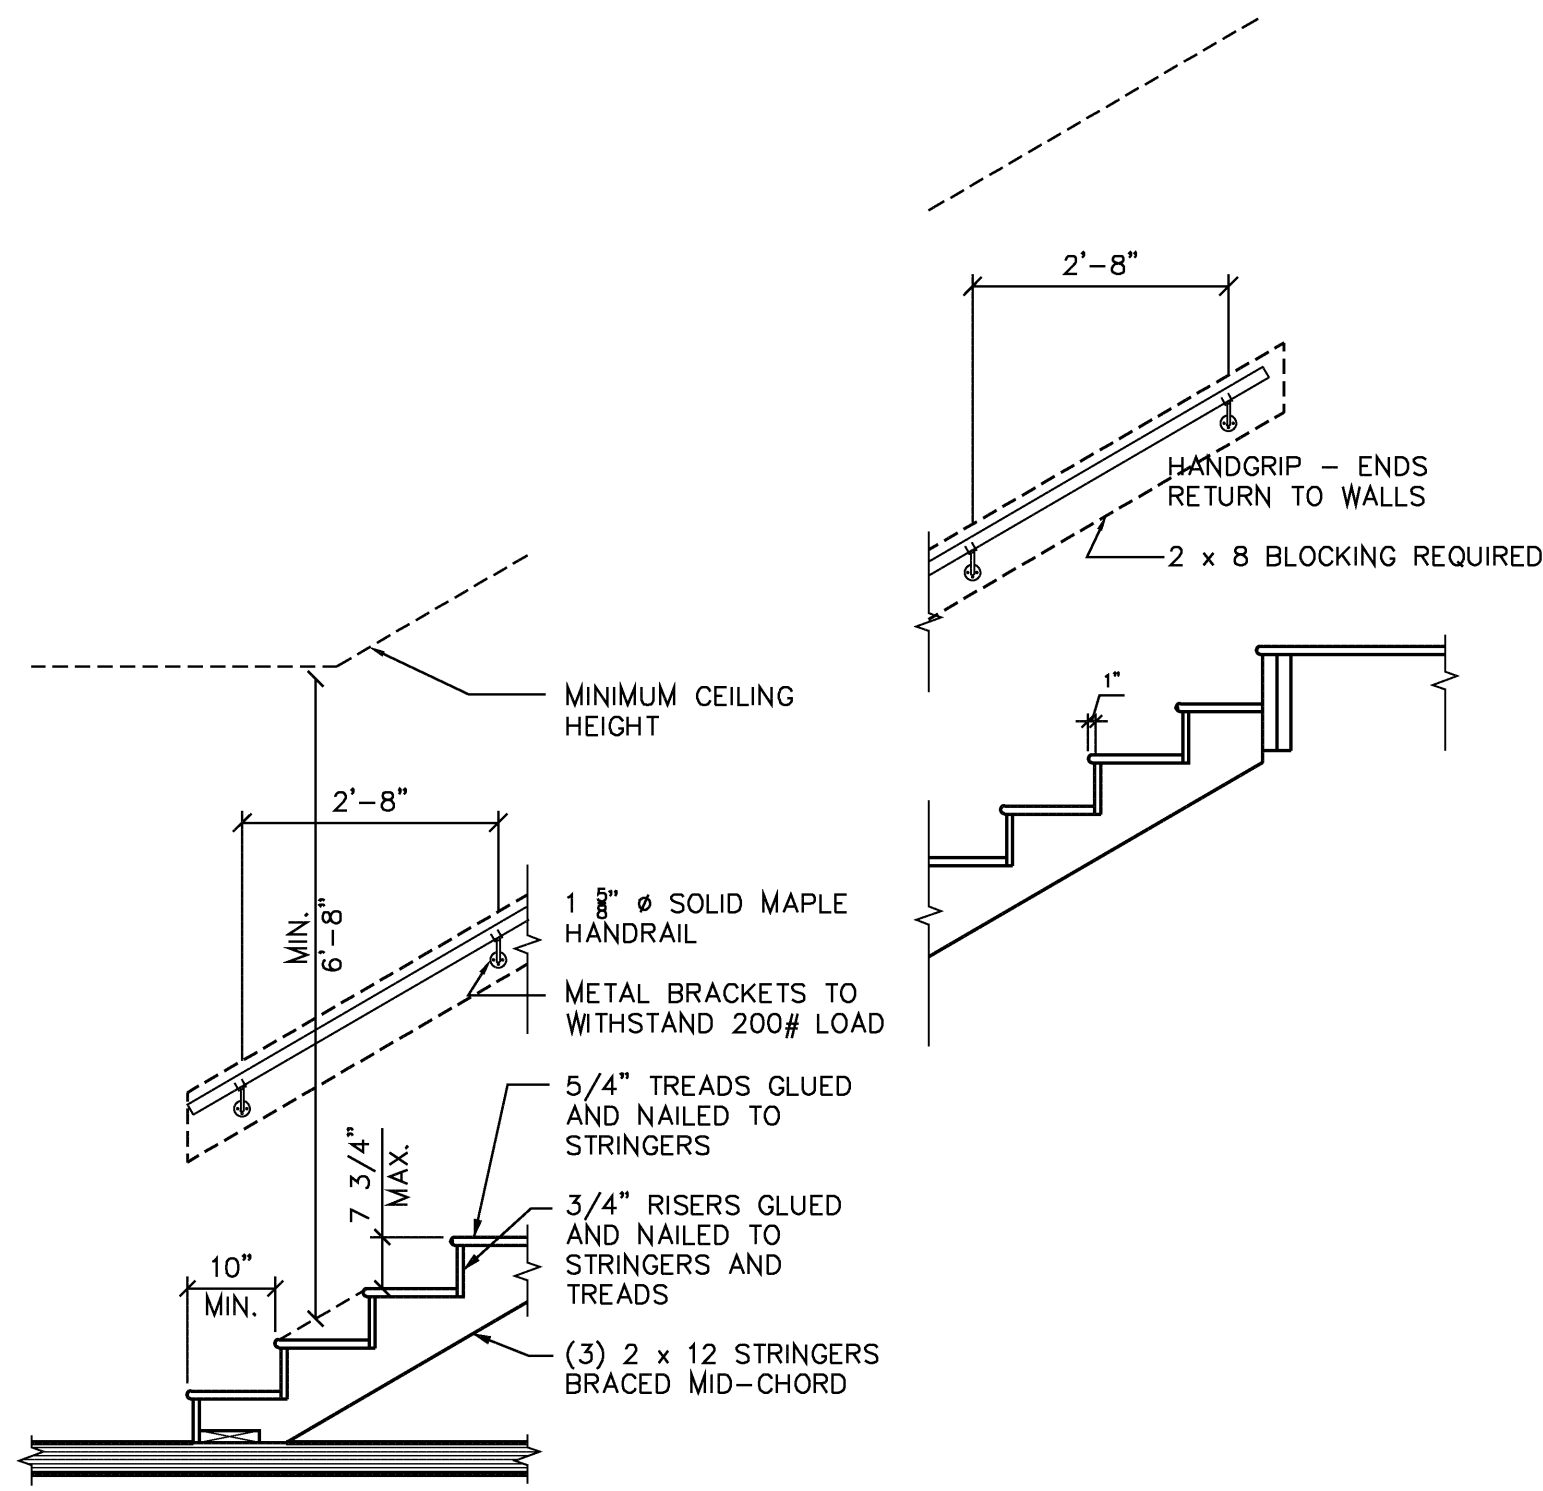 2'-8"
HANDGRIP - ENDS
RETURN TO WALLS
2 x 8 BLOCKING REQUIRED
1"
MINIMUM CEILING
HEIGHT
2'-8"
MIN.
6'-8"
1 5/8" ø SOLID MAPLE
HANDRAIL
METAL BRACKETS TO
WITHSTAND 200# LOAD
5/4" TREADS GLUED
AND NAILED TO
STRINGERS
7 3/4"
MAX.
3/4" RISERS GLUED
AND NAILED TO
STRINGERS AND
TREADS
10"
MIN.
(3) 2 x 12 STRINGERS
BRACED MID-CHORD